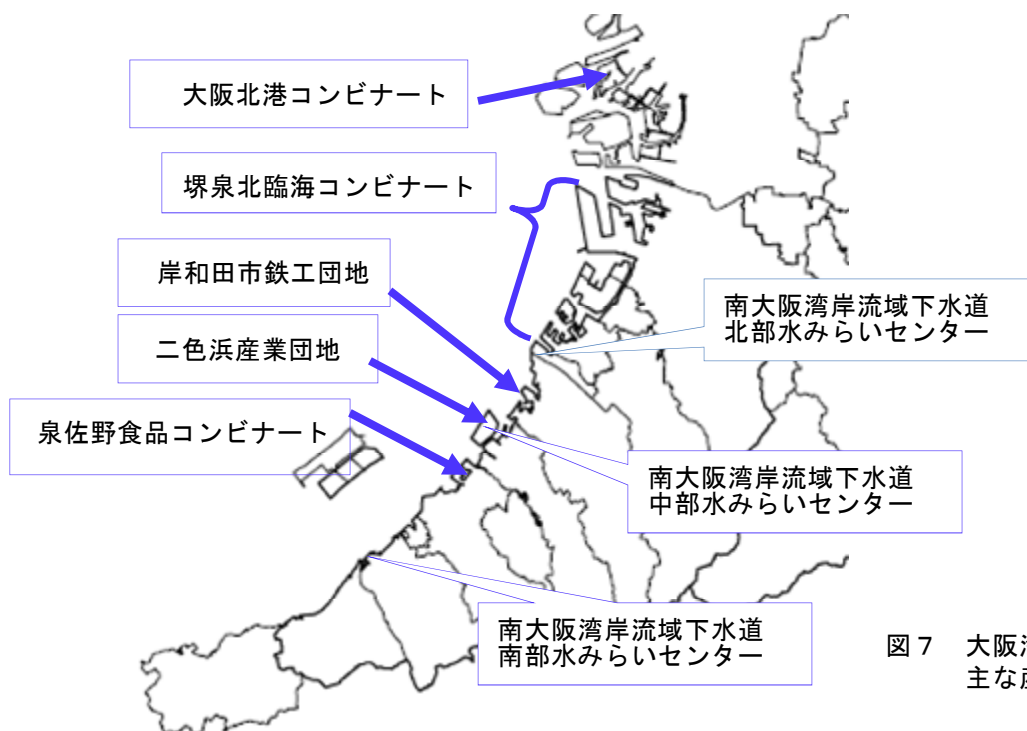 大阪北港コンビナート
堺泉北臨海コンビナート
岸和田市鉄工団地
二色浜産業団地
泉佐野食品コンビナート
南大阪湾岸流域下水道
北部水みらいセンター
南大阪湾岸流域下水道
中部水みらいセンター
南大阪湾岸流域下水道
南部水みらいセンター
図7 大阪湾
主な